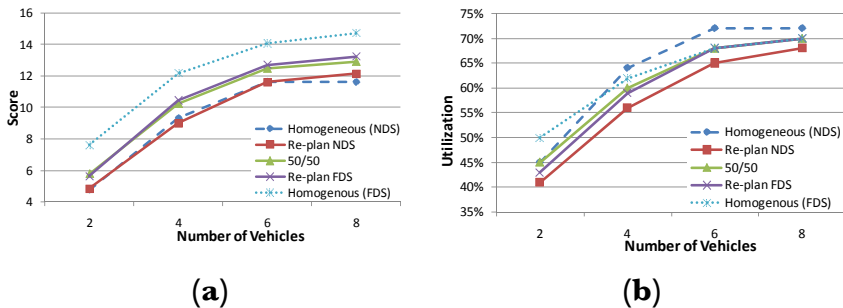 16
14
12
10
8
6
4
Score
2
4
6
8
Number of Vehicles
Homogeneous (NDS)
Re-plan NDS
50/50
Re-plan FDS
Homogenous (FDS)
(a)
75%
70%
65%
60%
55%
50%
45%
40%
35%
Utilization
2
4
6
8
Number of Vehicles
Homogeneous (NDS)
Re-plan NDS
50/50
Re-plan FDS
Homogenous (FDS)
(b)